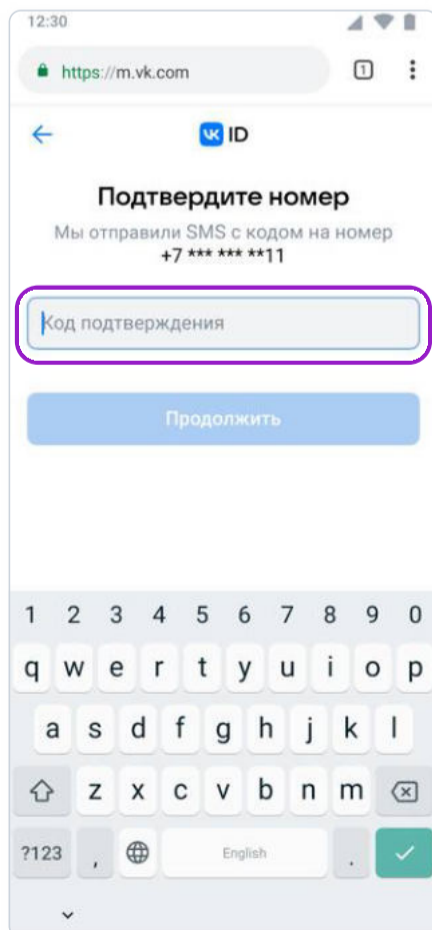 12:30
https://m.vk.com 1
VK ID
Подтвердите номер
Мы отправили SMS с кодом на номер
+7 *** *** **11
Код подтверждения
Продолжить
1 2 3 4 5 6 7 8 9 0
q w e r t y u i o p
a s d f g h j k l
z x c v b n m
?123 , English .